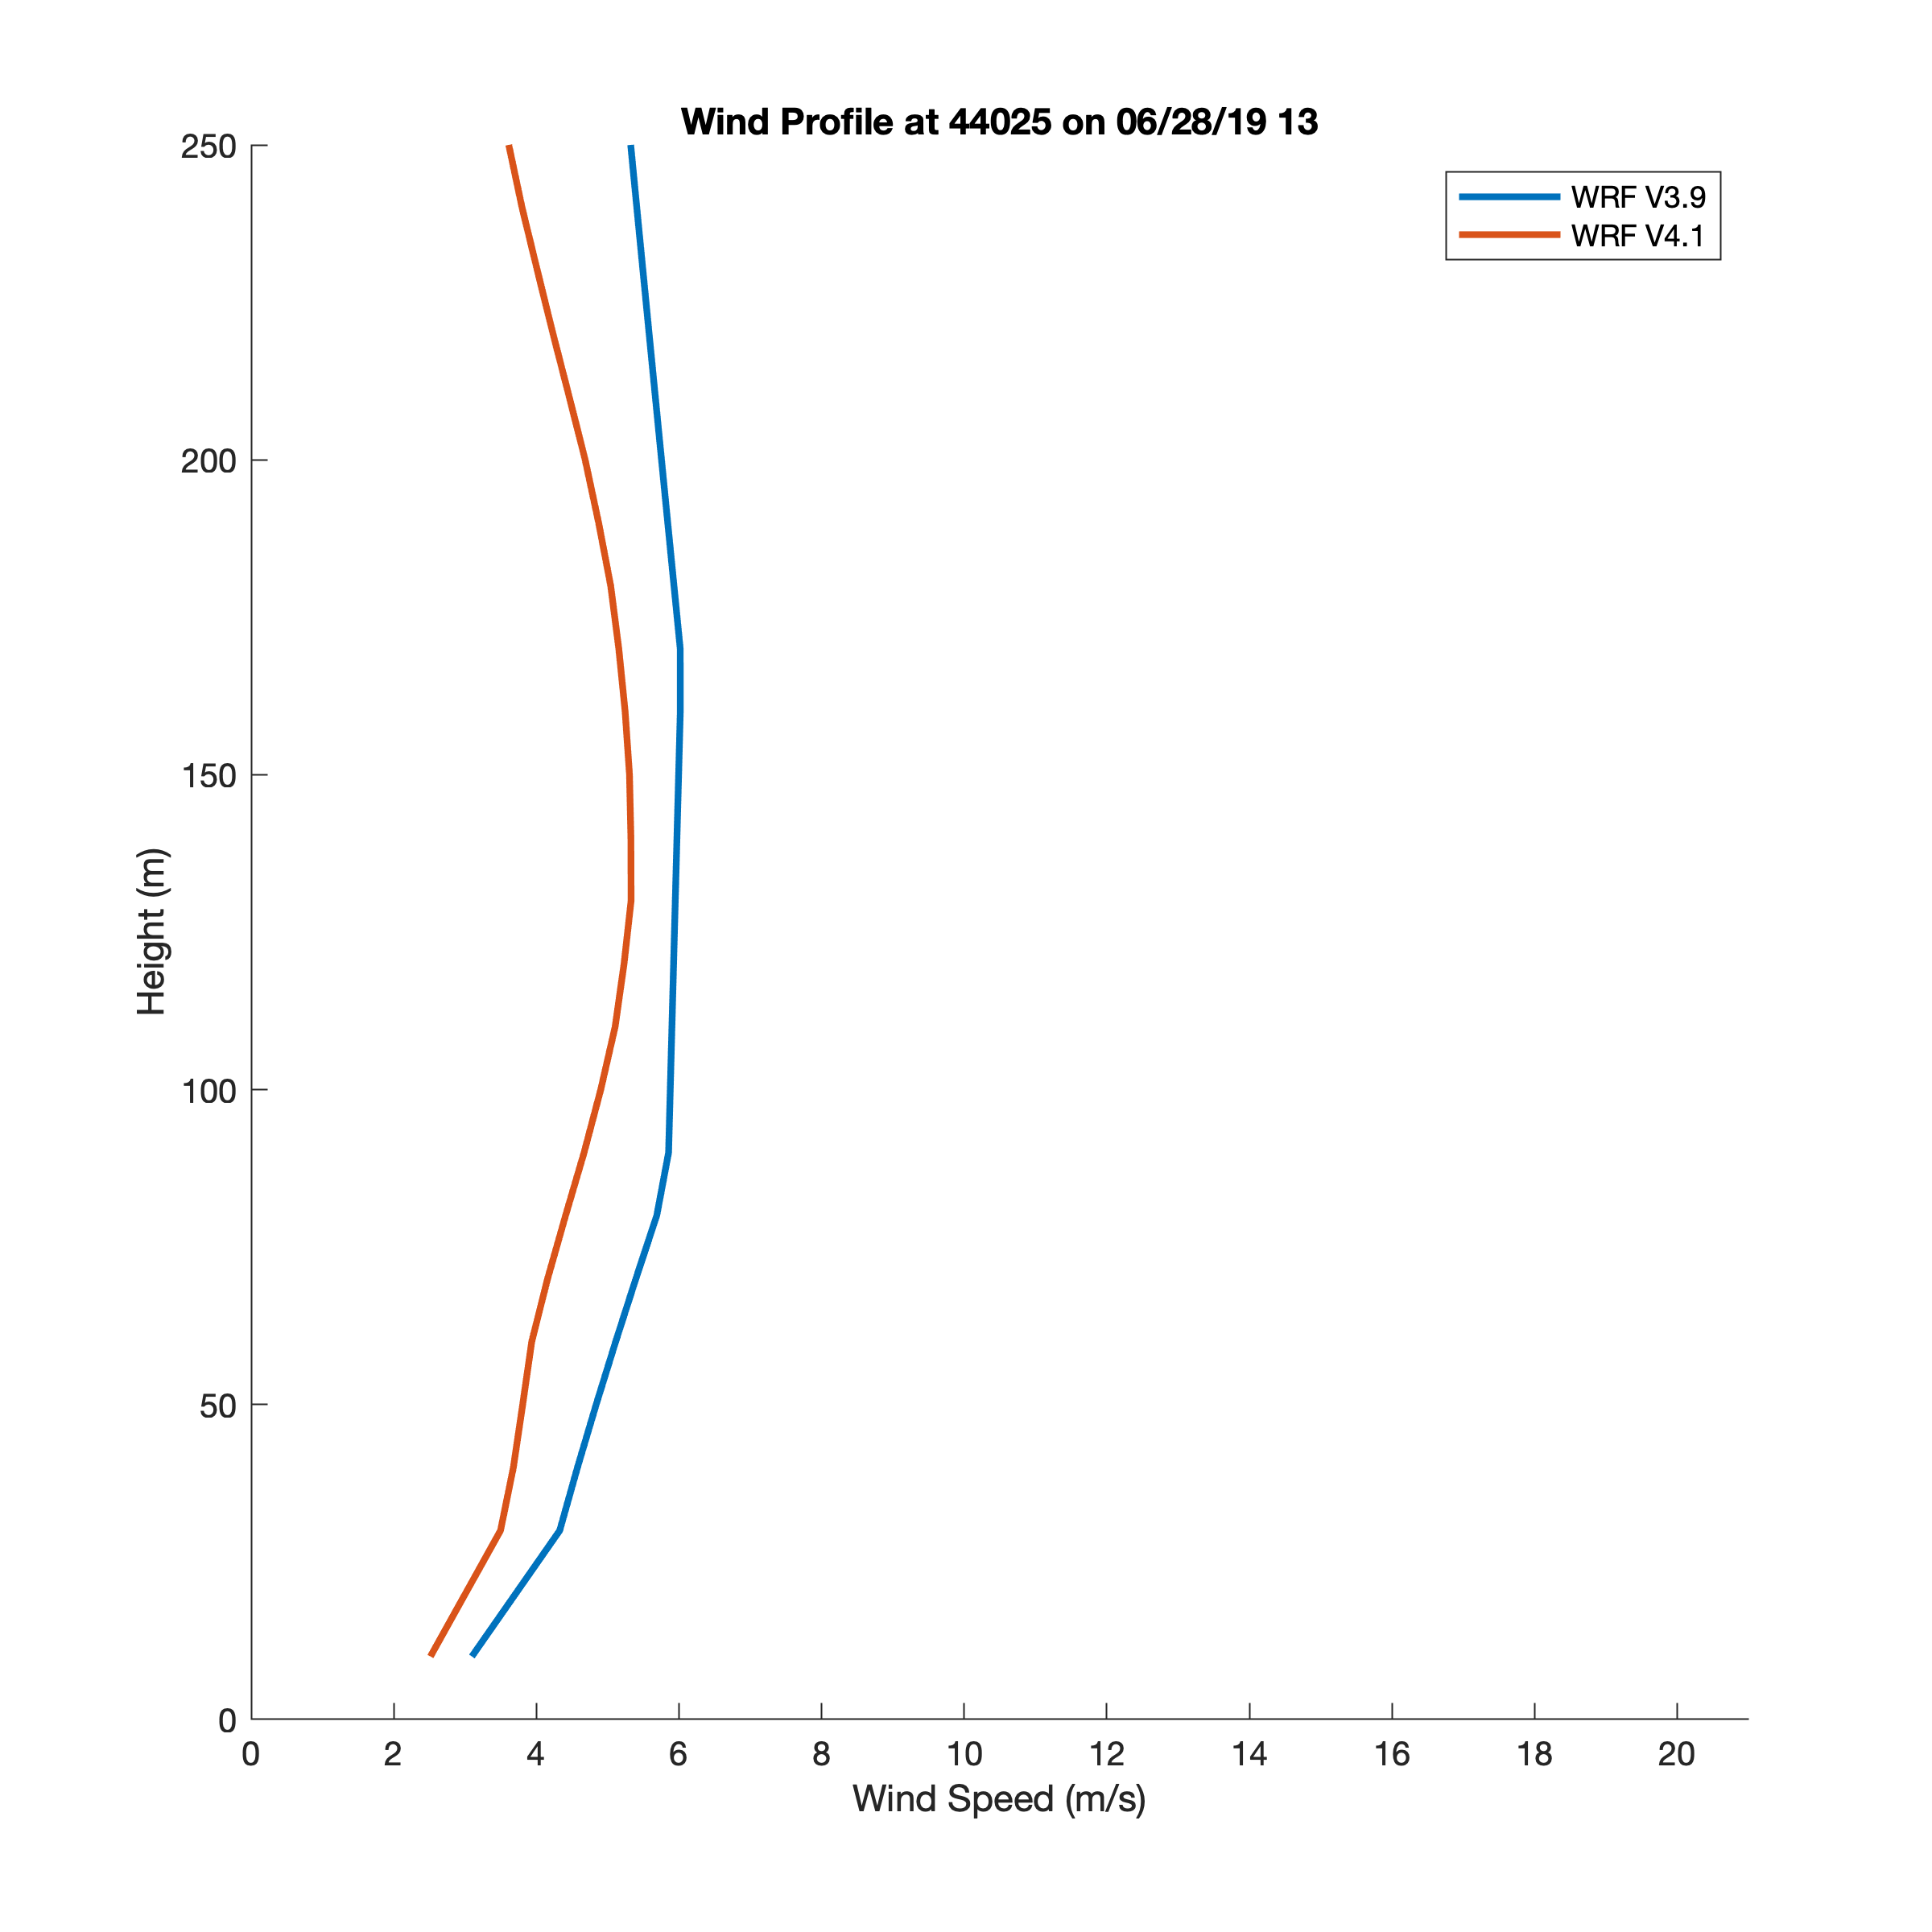 Wind Profile at 44025 on 06/28/19 13
WRF V3.9
WRF V4.1
250
200
150
100
50
0
Height (m)
0 2 4 6 8 10 12 14 16 18 20
Wind Speed (m/s)